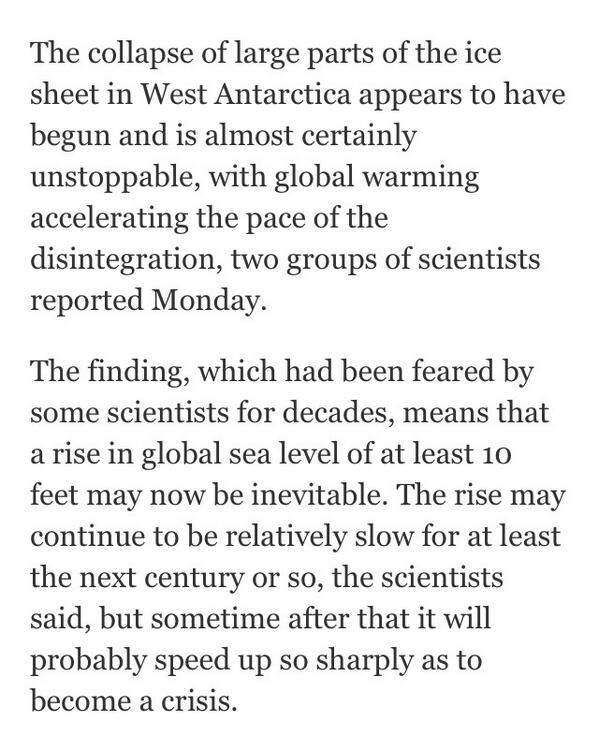 The collapse of large parts of the ice
sheet in West Antarctica appears to have
begun and is almost certainly
unstoppable, with global warming
accelerating the pace of the
disintegration, two groups of scientists
reported Monday.
The finding, which had been feared by
some scientists for decades, means that
a rise in global sea level of at least 10
feet may now be inevitable. The rise may
continue to be relatively slow for at least
the next century or so, the scientists
said, but sometime after that it will
probably speed up so sharply as to
become a crisis.